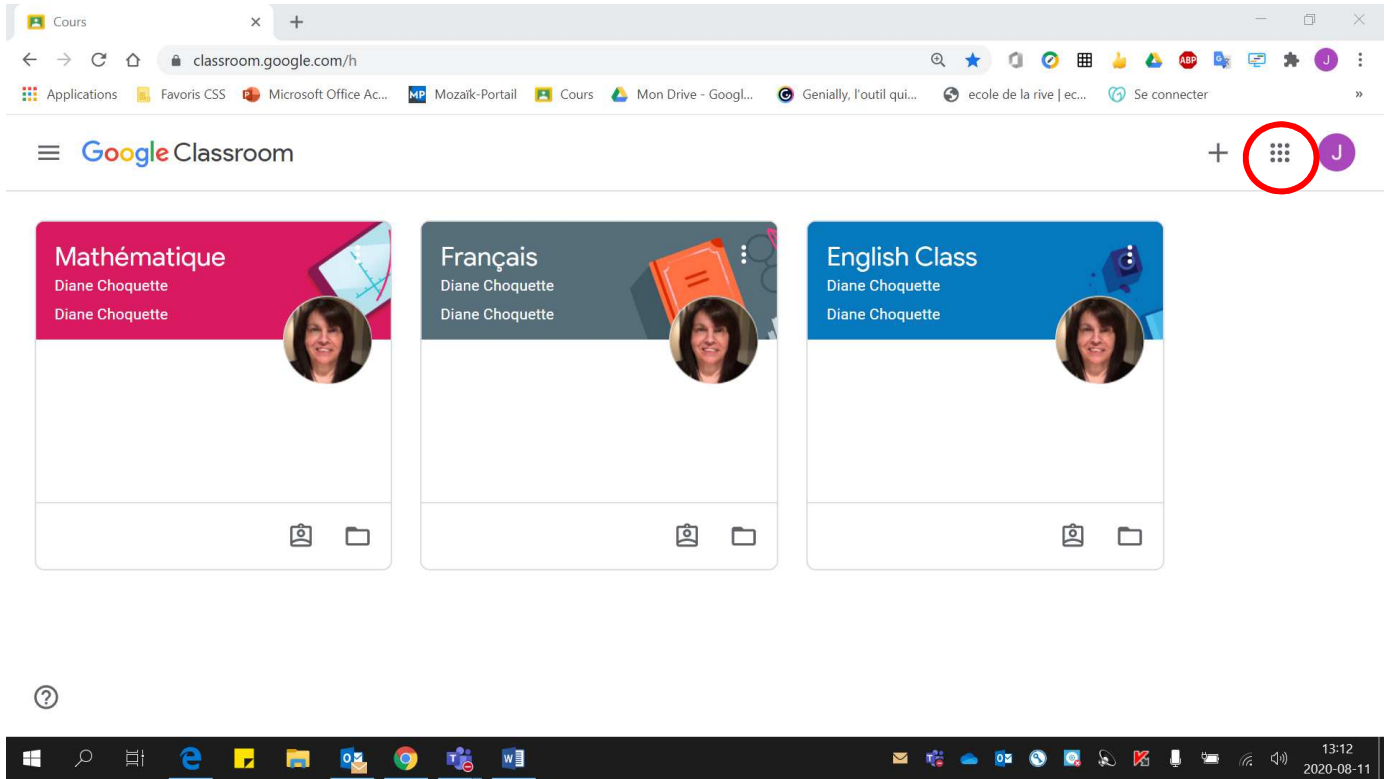 Cours
classroom.google.com/h
ABP
J
Applications
Favoris CSS
Microsoft Office Ac...
MP
Mozaïk-Portail
Cours
Mon Drive - Googl...
Genially, l'outil qui...
ecole de la rive | ec...
Se connecter
»
Google Classroom
J
Mathématique
Diane Choquette
Diane Choquette
Français
Diane Choquette
Diane Choquette
English Class
Diane Choquette
Diane Choquette
13:12
2020-08-11